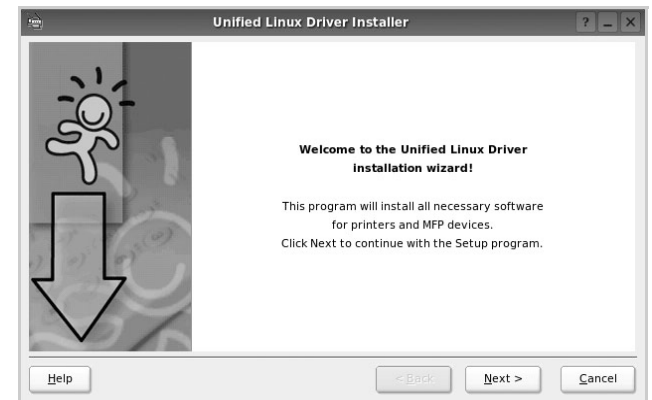 Unified Linux Driver Installer
Welcome to the Unified Linux Driver
installation wizard!
This program will install all necessary software
for printers and MFP devices.
Click Next to continue with the Setup program.
Help
< Back
Next >
Cancel